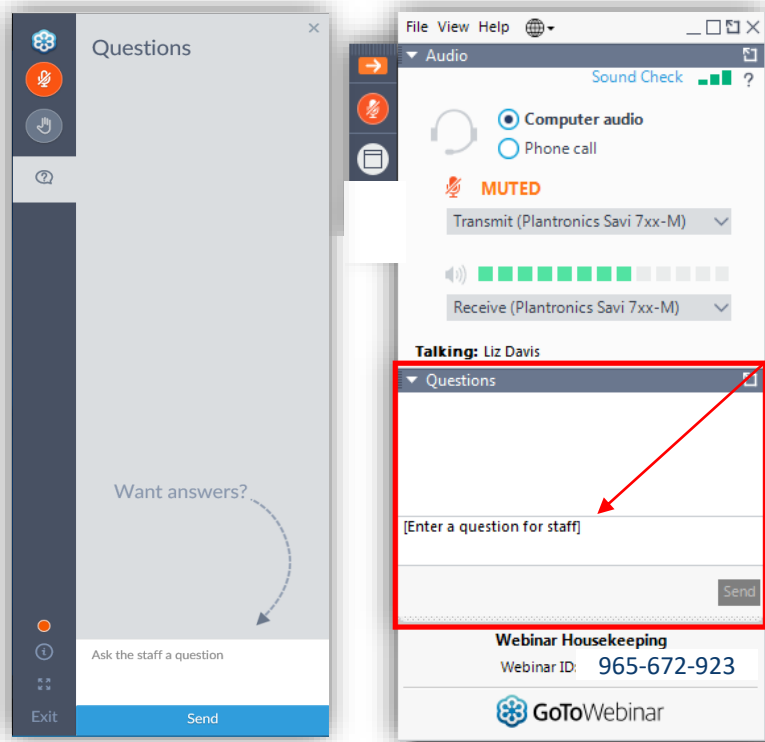 Questions
×
Want answers?
Ask the staff a question
Send
Exit
File View Help
Audio
Sound Check ?
Computer audio
Phone call
MUTED
Transmit (Plantronics Savi 7xx-M)
Receive (Plantronics Savi 7xx-M)
Talking: Liz Davis
Questions
[Enter a question for staff]
Send
Webinar Housekeeping
Webinar ID: 965-672-923
GoToWebinar